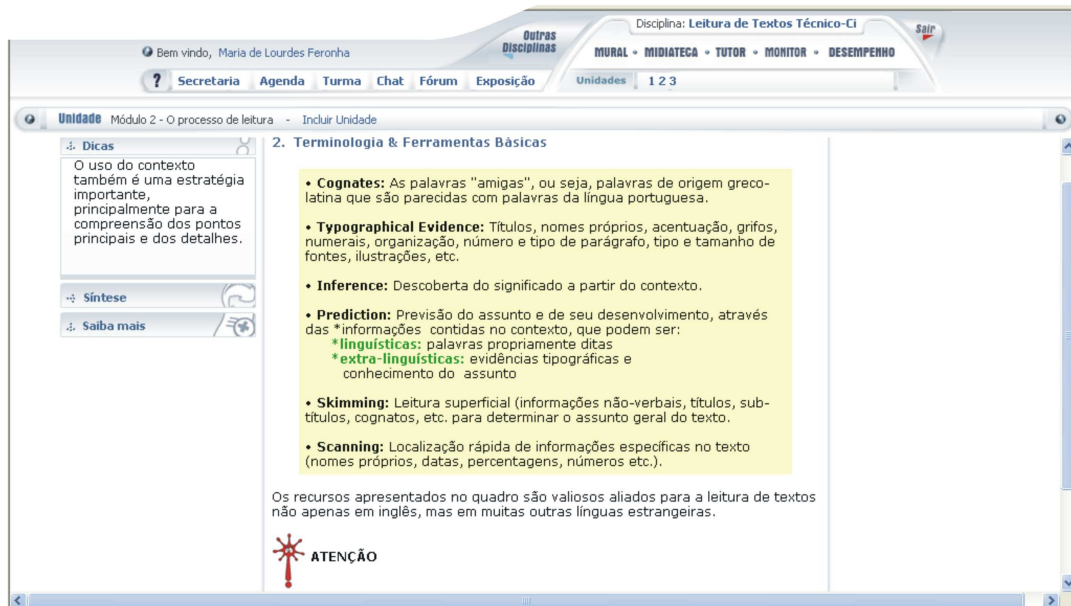 Outras
Disciplinas
Disciplina: Leitura de Textos Técnico-Ci
Sair
Bem vindo, Maria de Lourdes Feronha
MURAL • MIDIATECA • TUTOR • MONITOR • DESEMPENHO
? Secretaria Agenda Turma Chat Fórum Exposição
Unidades 1 2 3
Unidade Módulo 2 - O processo de leitura - Incluir Unidade
Dicas
O uso do contexto
também é uma estratégia
importante,
principalmente para a
compreensão dos pontos
principais e dos detalhes.
Síntese
Saiba mais
2. Terminologia & Ferramentas Bàsicas
• Cognates: As palavras "amigas", ou seja, palavras de origem greco-
latina que são parecidas com palavras da língua portuguesa.
• Typographical Evidence: Títulos, nomes próprios, acentuação, grifos,
numerais, organização, número e tipo de parágrafo, tipo e tamanho de
fontes, ilustrações, etc.
• Inference: Descoberta do significado a partir do contexto.
• Prediction: Previsão do assunto e de seu desenvolvimento, através
das *informações contidas no contexto, que podem ser:
*linguísticas: palavras propriamente ditas
*extra-linguísticas: evidências tipográficas e
conhecimento do assunto
• Skimming: Leitura superficial (informações não-verbais, títulos, sub-
títulos, cognatos, etc. para determinar o assunto geral do texto.
• Scanning: Localização rápida de informações específicas no texto
(nomes próprios, datas, percentagens, números etc.).
Os recursos apresentados no quadro são valiosos aliados para a leitura de textos
não apenas em inglês, mas em muitas outras línguas estrangeiras.
ATENÇÃO